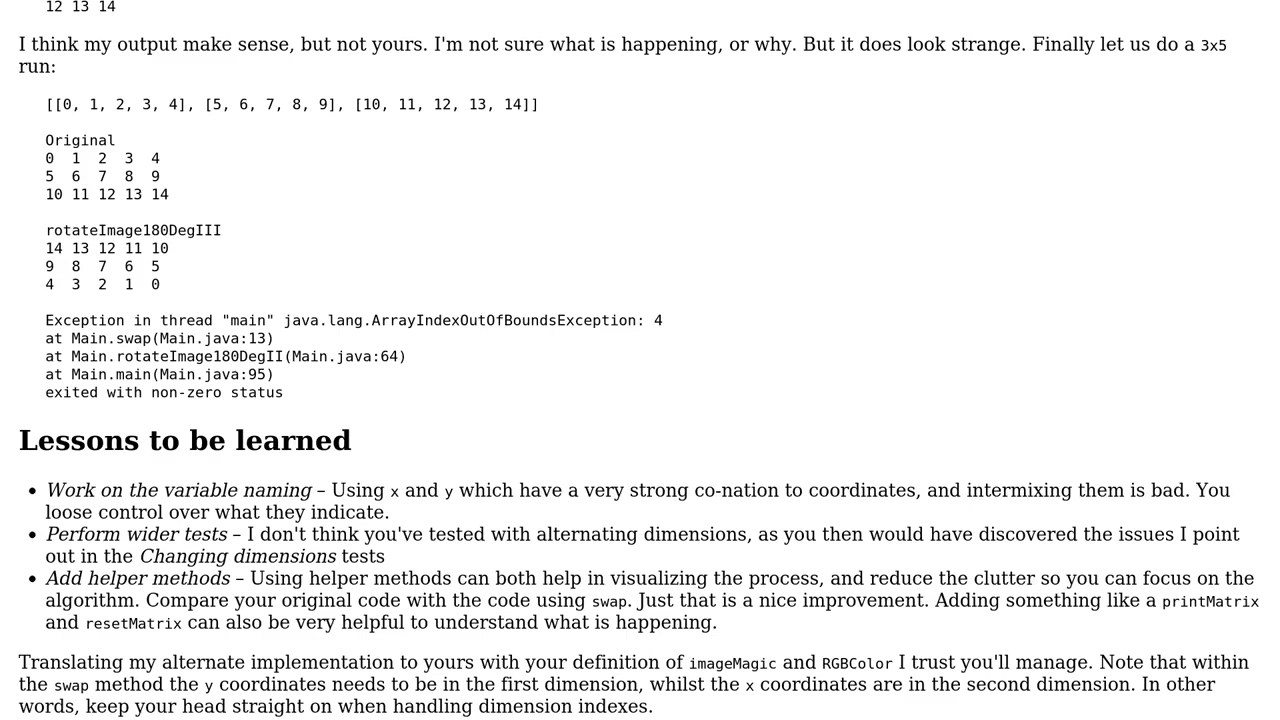 12 13 14
I think my output make sense, but not yours. I'm not sure what is happening, or why. But it does look strange. Finally let us do a 3x5
run:
[[0, 1, 2, 3, 4], [5, 6, 7, 8, 9], [10, 11, 12, 13, 14]]
Original
0  1  2  3  4
5  6  7  8  9
10 11 12 13 14
rotateImage180DegIII
14 13 12 11 10
9  8  7  6  5
4  3  2  1  0
Exception in thread "main" java.lang.ArrayIndexOutOfBoundsException: 4
at Main.swap(Main.java:13)
at Main.rotateImage180DegII(Main.java:64)
at Main.main(Main.java:95)
exited with non-zero status
Lessons to be learned
• Work on the variable naming – Using x and y which have a very strong co-nation to coordinates, and intermixing them is bad. You
loose control over what they indicate.
• Perform wider tests – I don't think you've tested with alternating dimensions, as you then would have discovered the issues I point
out in the Changing dimensions tests
• Add helper methods – Using helper methods can both help in visualizing the process, and reduce the clutter so you can focus on the
algorithm. Compare your original code with the code using swap. Just that is a nice improvement. Adding something like a printMatrix
and resetMatrix can also be very helpful to understand what is happening.
Translating my alternate implementation to yours with your definition of imageMagic and RGBColor I trust you'll manage. Note that within
the swap method the y coordinates needs to be in the first dimension, whilst the x coordinates are in the second dimension. In other
words, keep your head straight on when handling dimension indexes.